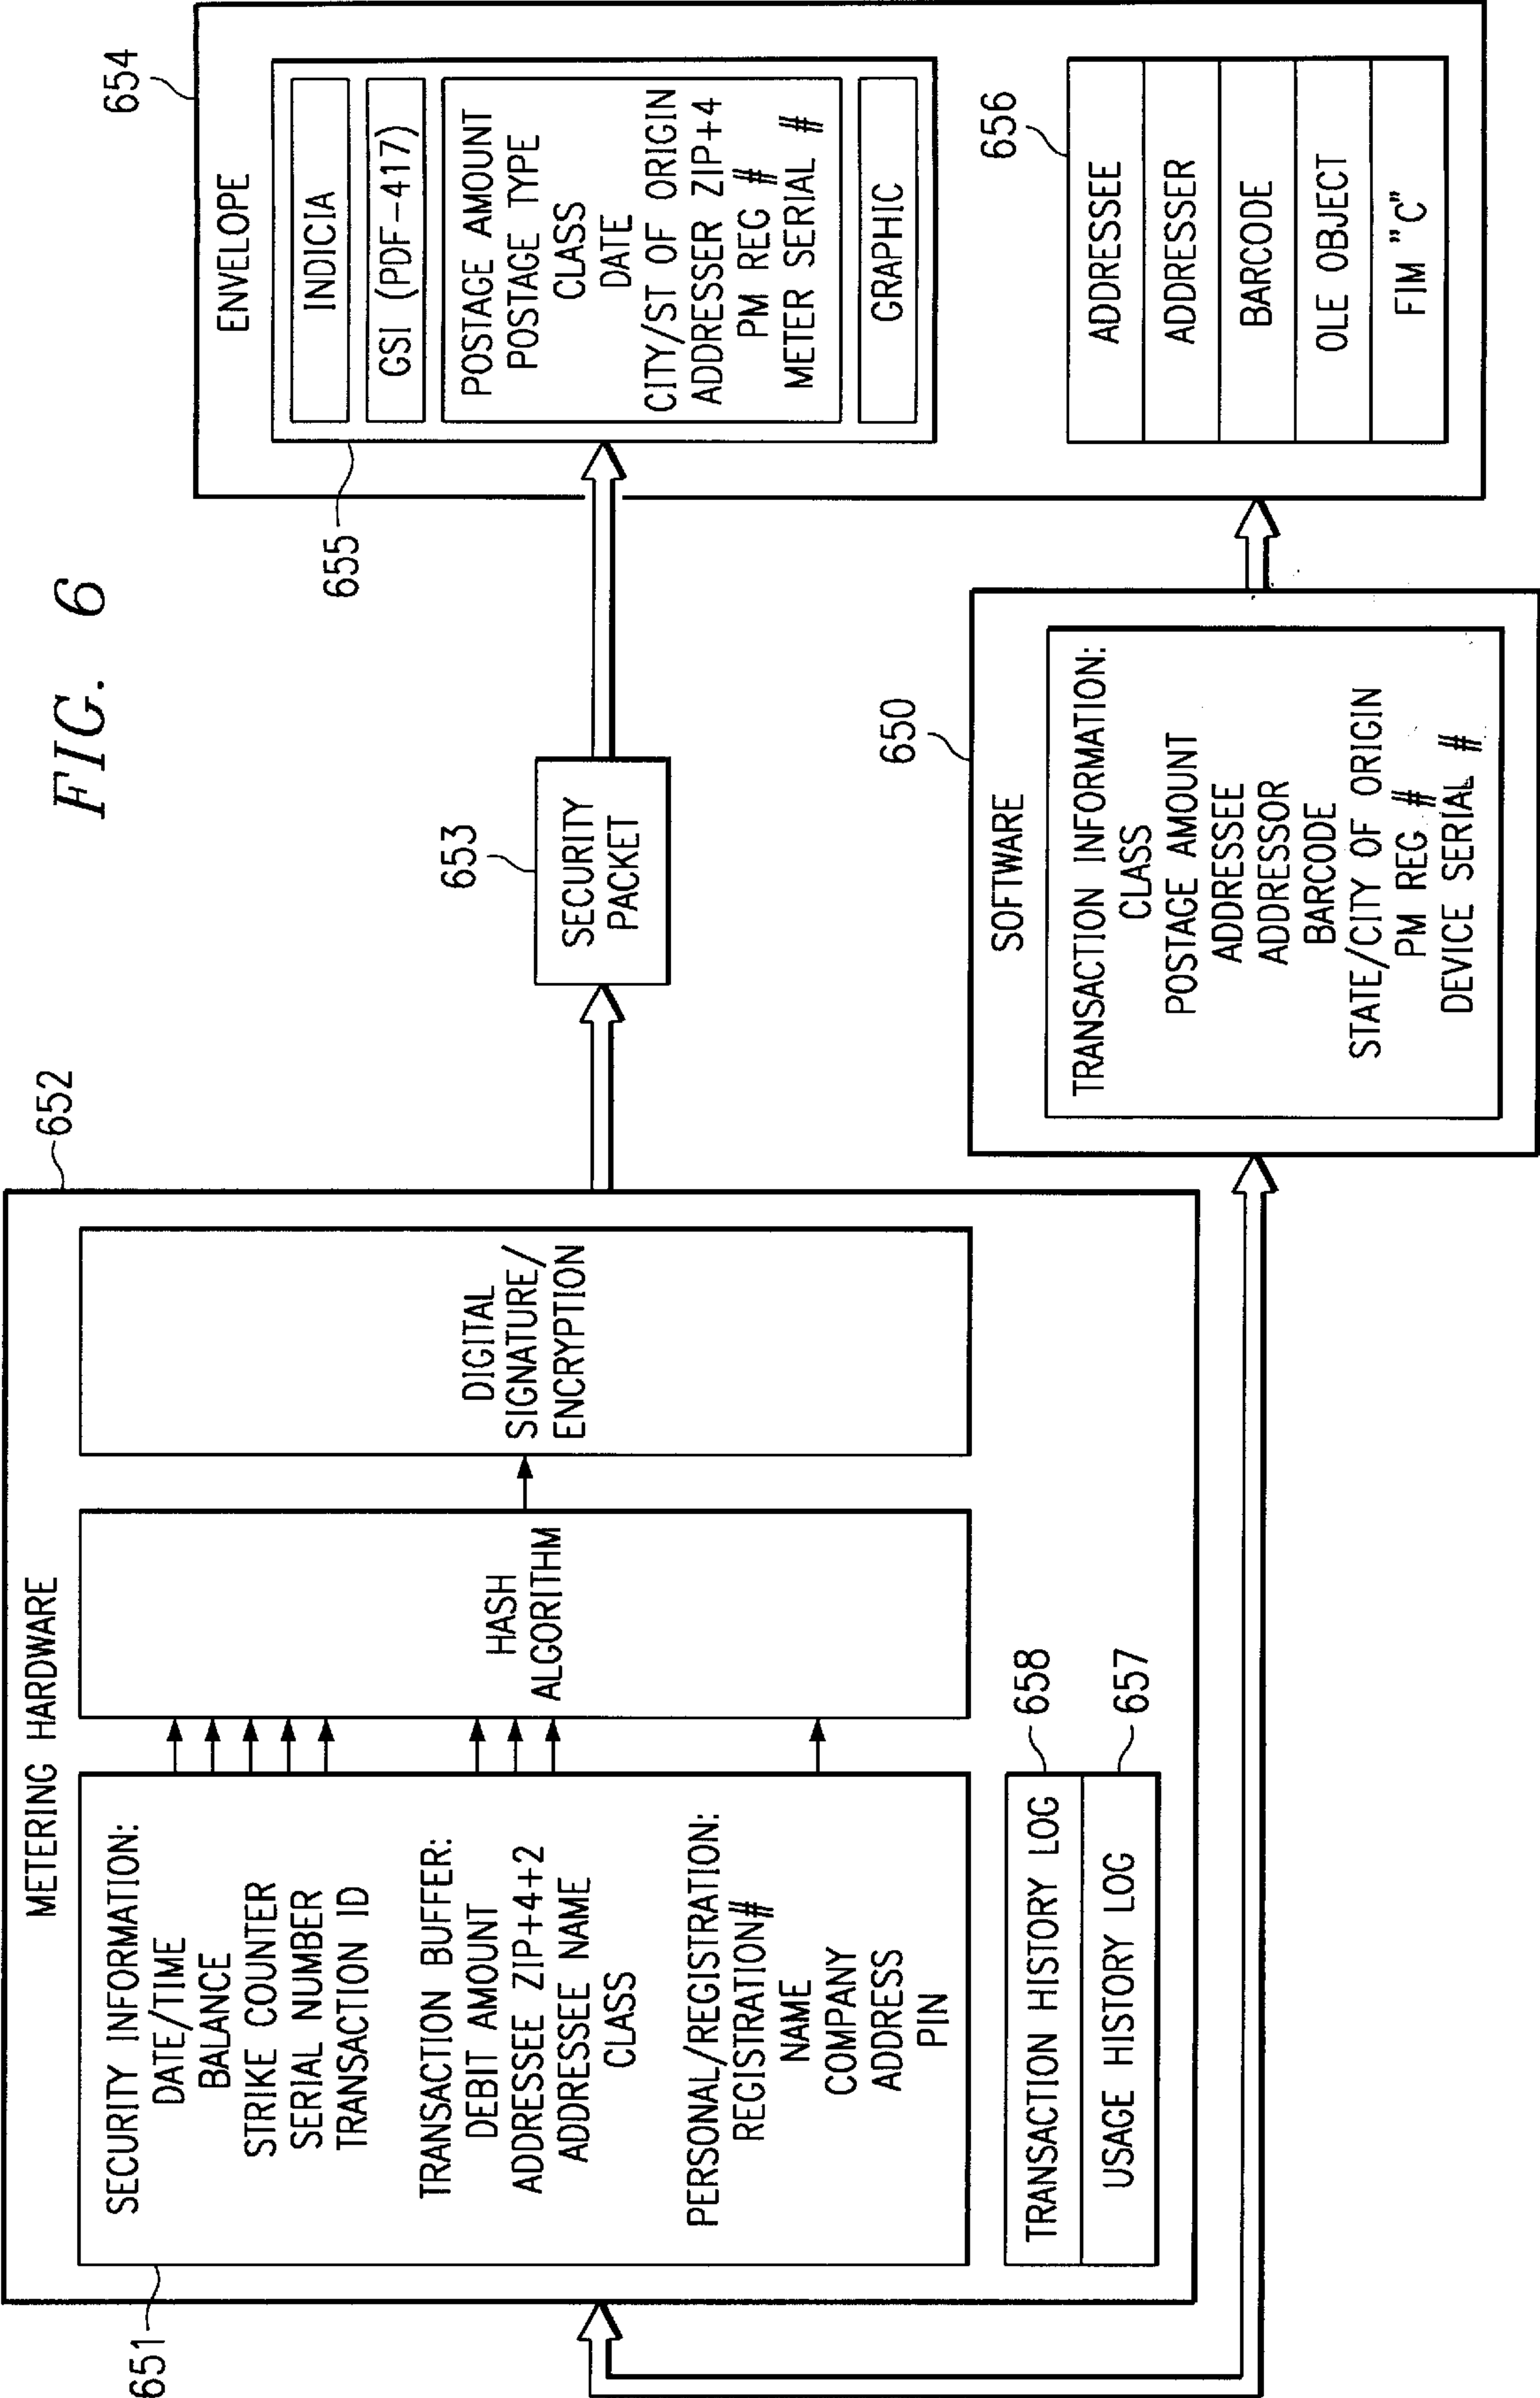 FIG. 6
METERING HARDWARE
652
651
SECURITY INFORMATION:
DATE/TIME
BALANCE
STRIKE COUNTER
SERIAL NUMBER
TRANSACTION ID
TRANSACTION BUFFER:
DEBIT AMOUNT
ADDRESSEE ZIP+4+2
ADDRESSEE NAME
CLASS
PERSONAL/REGISTRATION:
REGISTRATION#
NAME
COMPANY
ADDRESS
PIN
HASH
ALGORITHM
DIGITAL
SIGNATURE/
ENCRYPTION
TRANSACTION HISTORY LOG
658
USAGE HISTORY LOG
657
653
SECURITY
PACKET
654
ENVELOPE
655
INDICIA
GSI (PDF-417)
POSTAGE AMOUNT
POSTAGE TYPE
CLASS
DATE
CITY/ST OF ORIGIN
ADDRESSER ZIP+4
PM REG #
METER SERIAL #
GRAPHIC
656
ADDRESSEE
ADDRESSER
BARCODE
OLE OBJECT
FIM "C"
650
SOFTWARE
TRANSACTION INFORMATION:
CLASS
POSTAGE AMOUNT
ADDRESSEE
ADDRESSOR
BARCODE
STATE/CITY OF ORIGIN
PM REG #
DEVICE SERIAL #